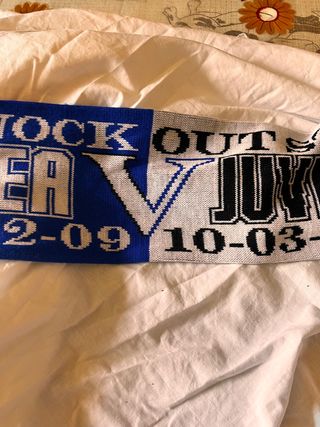 NOCK OUT S
EA V JUV
2-09 10-03-